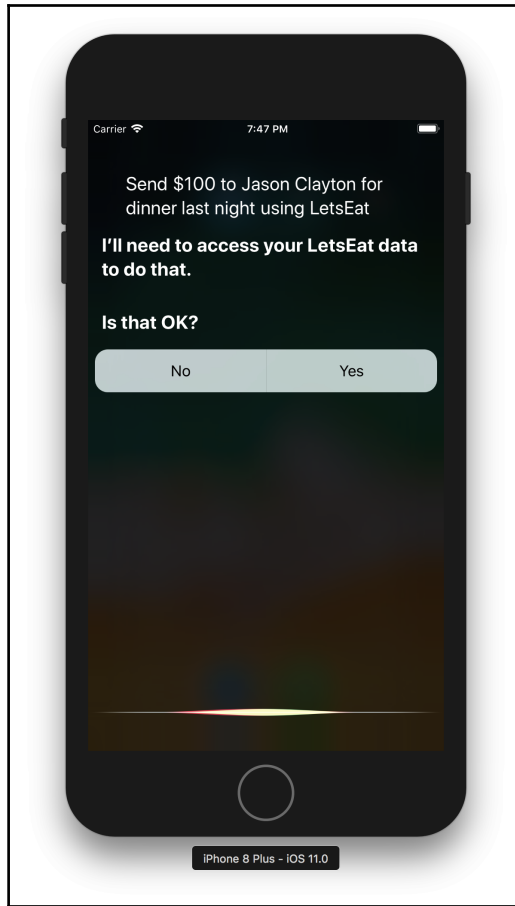 Carrier
7:47 PM
Send $100 to Jason Clayton for
dinner last night using LetsEat
I’ll need to access your LetsEat data
to do that.
Is that OK?
No
Yes
iPhone 8 Plus - iOS 11.0